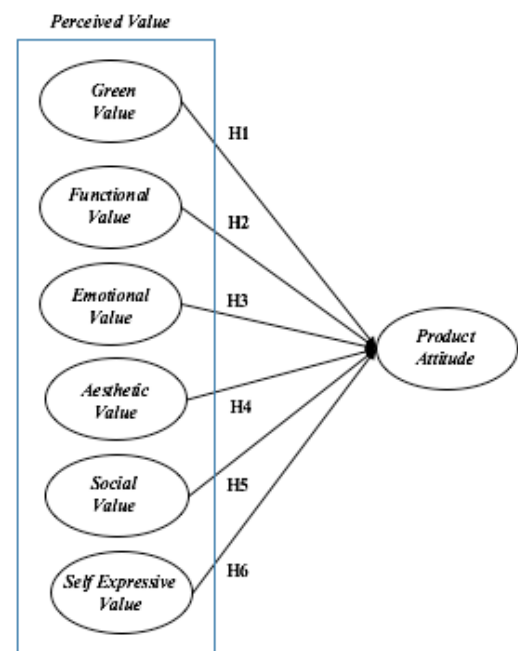 Perceived Value
Green
Value
H1
Functional
Value
H2
Emotional
Value
H3
Product
Attitude
Aesthetic
Value
H4
Social
Value
H5
Self Expressive
Value
H6